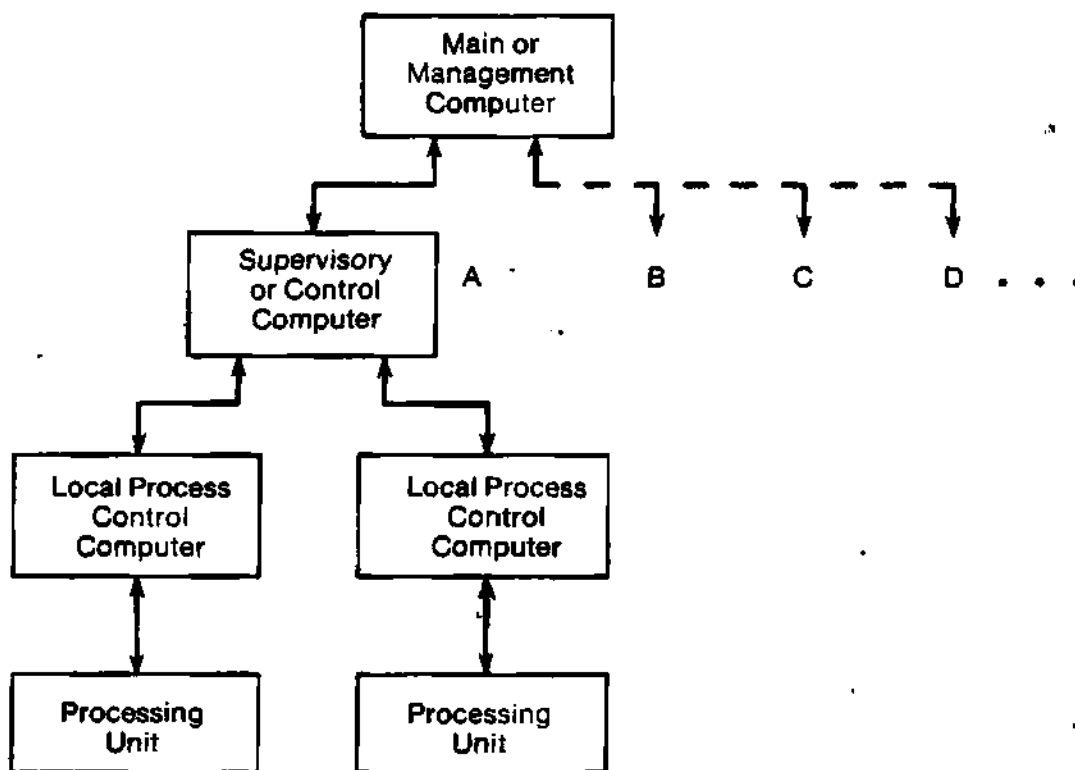 Main or
Management
Computer
Supervisory
or Control
Computer
A
B
C
D . . .
Local Process
Control
Computer
Local Process
Control
Computer
Processing
Unit
Processing
Unit